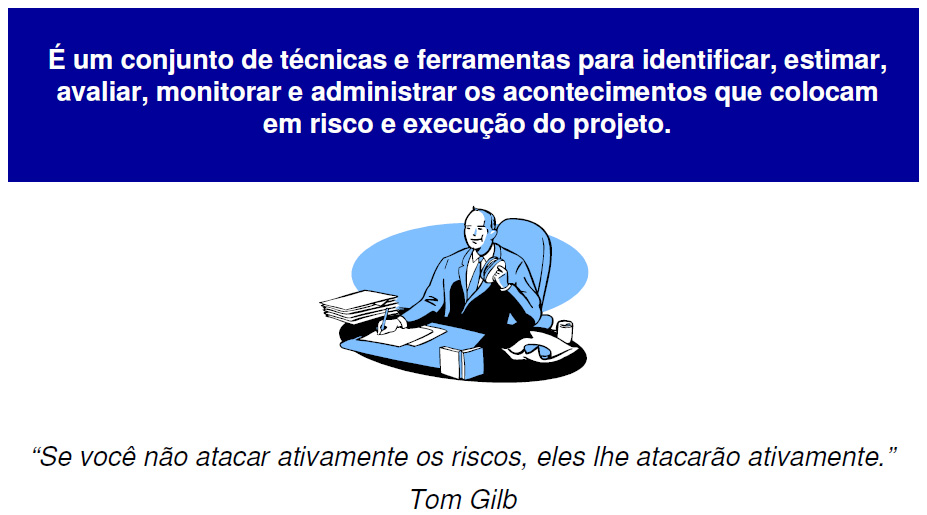 É um conjunto de técnicas e ferramentas para identificar, estimar,
avaliar, monitorar e administrar os acontecimentos que colocam
em risco e execução do projeto.
“Se você não atacar ativamente os riscos, eles lhe atacarão ativamente.”
Tom Gilb